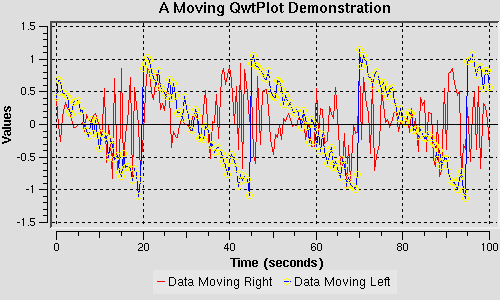 A Moving QwtPlot Demonstration
1.5
1
0.5
0
-0.5
-1
-1.5
Values
0 20 40 60 80 100
Time (seconds)
Data Moving Right Data Moving Left